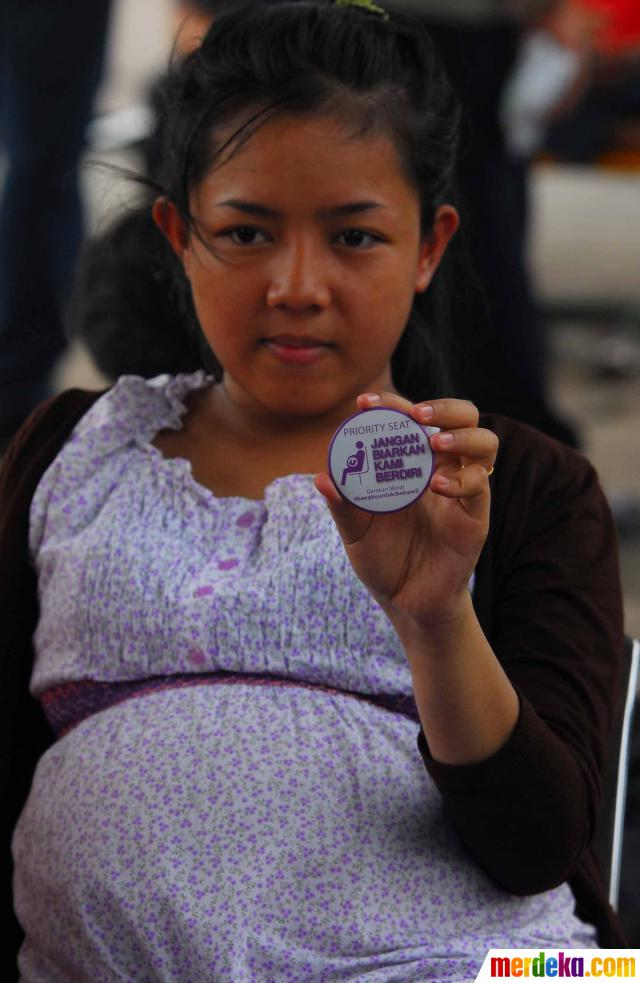 PRIORITY SEAT
JANGAN
BIARKAN
KAMI
BERDIRI
Gerakan Moral
#bangkuuntukibuhamil
merdeka.com